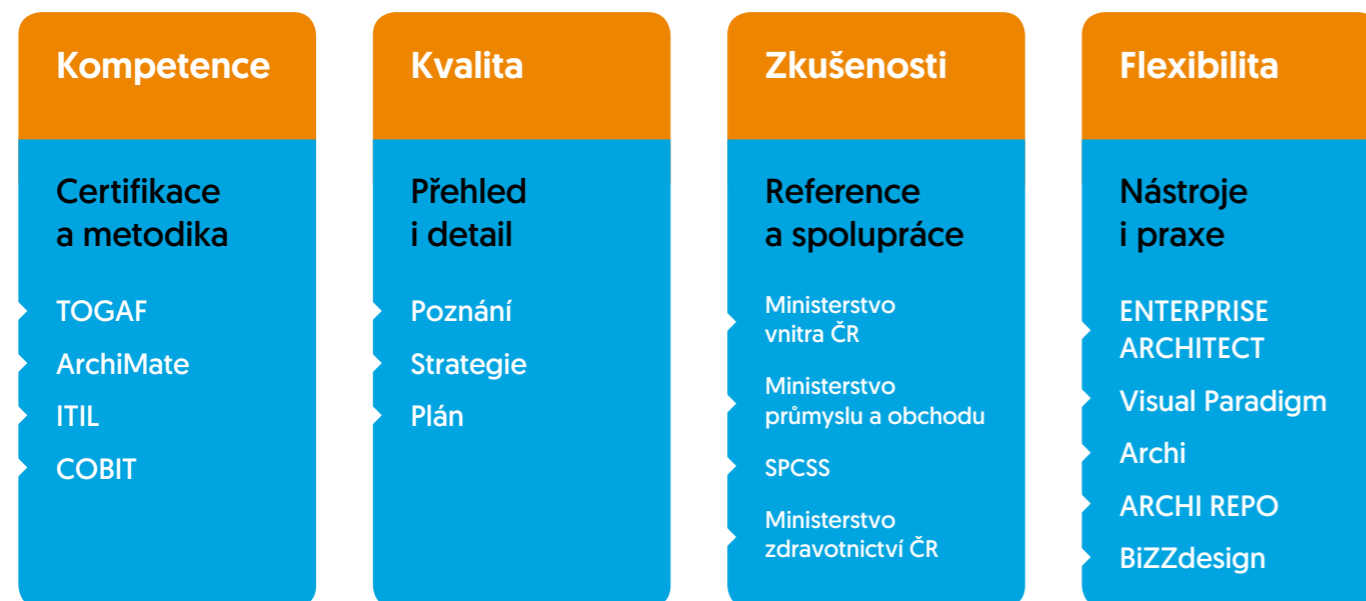 Kompetence
Certifikace
a metodika
TOGAF
ArchiMate
ITIL
COBIT
Kvalita
Přehled
i detail
Poznání
Strategie
Plán
Zkušenosti
Reference
a spolupráce
Ministerstvo
vnitra ČR
Ministerstvo
průmyslu a obchodu
SPCSS
Ministerstvo
zdravotnictví ČR
Flexibilita
Nástroje
i praxe
ENTERPRISE
ARCHITECT
Visual Paradigm
Archi
ARCHI REPO
BiZZdesign